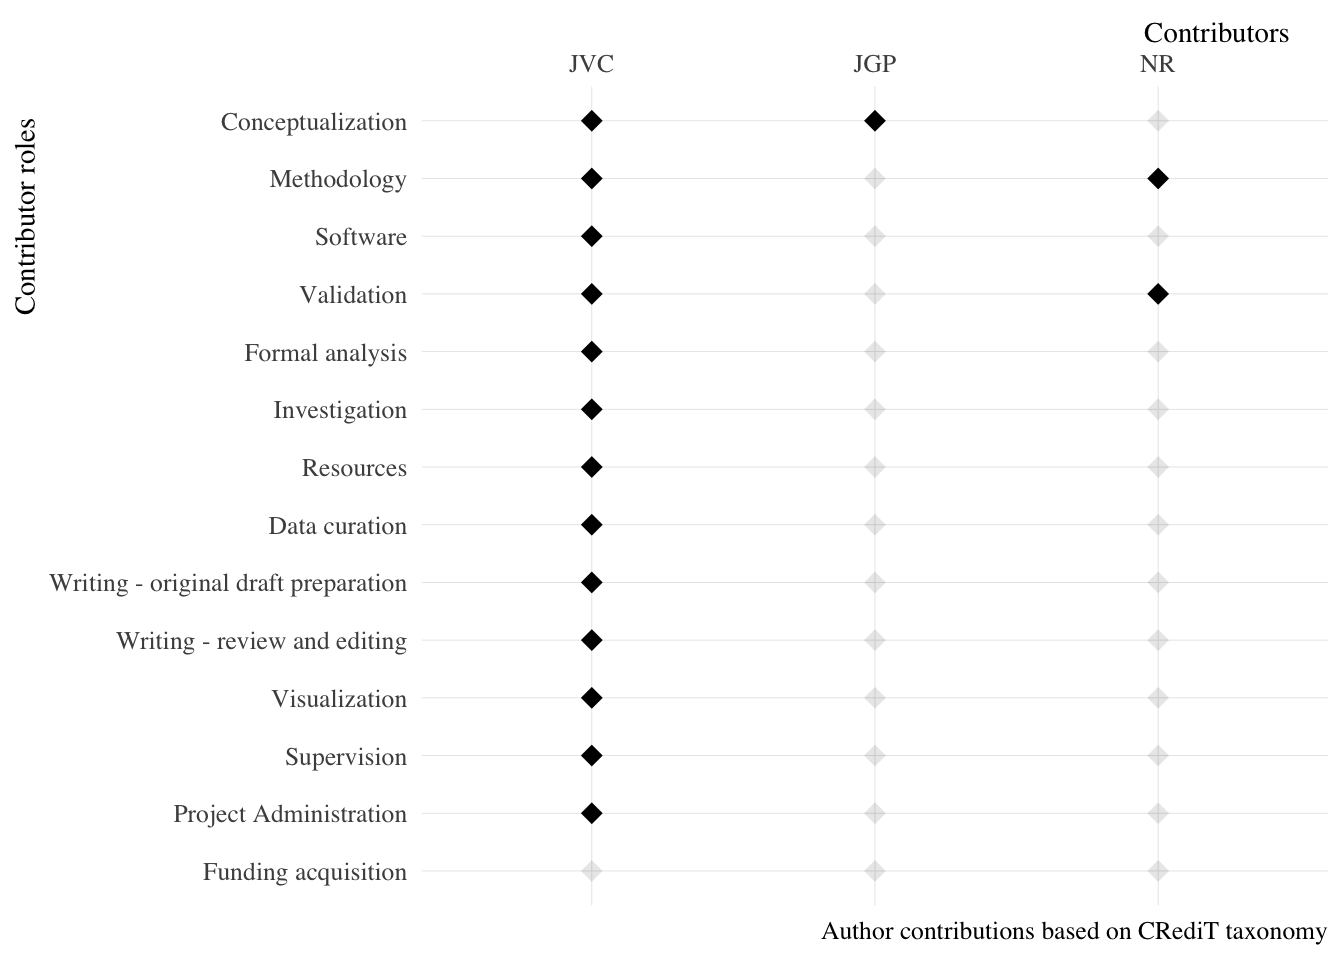 Contributors
JVC
JGP
NR
Contributor roles
Conceptualization
Methodology
Software
Validation
Formal analysis
Investigation
Resources
Data curation
Writing - original draft preparation
Writing - review and editing
Visualization
Supervision
Project Administration
Funding acquisition
Author contributions based on CRediT taxonomy